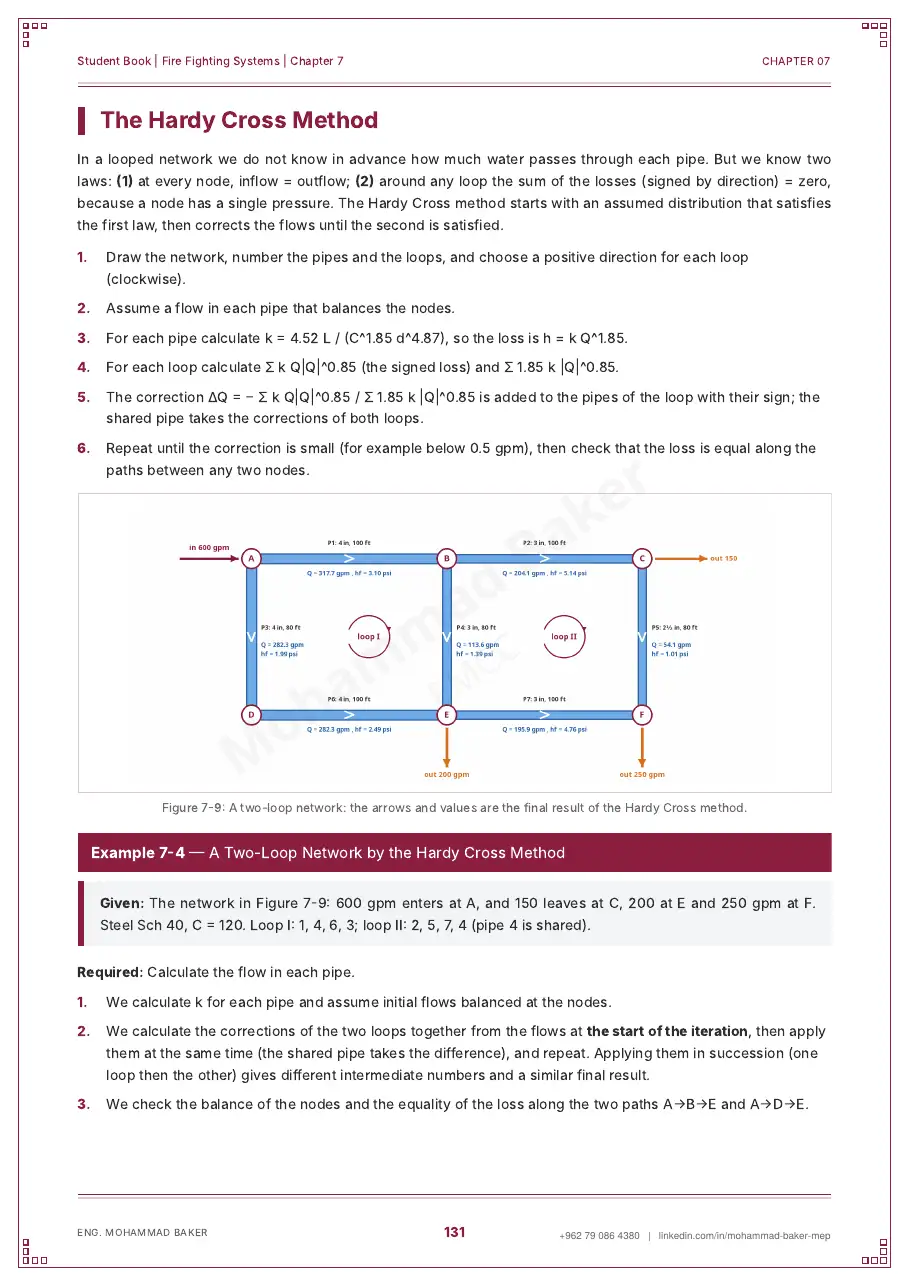 Student Book | Fire Fighting Systems | Chapter 7
CHAPTER 07
The Hardy Cross Method
In a looped network we do not know in advance how much water passes through each pipe. But we know two
laws: (1) at every node, inflow = outflow; (2) around any loop the sum of the losses (signed by direction) = zero,
because a node has a single pressure. The Hardy Cross method starts with an assumed distribution that satisfies
the first law, then corrects the flows until the second is satisfied.
1. Draw the network, number the pipes and the loops, and choose a positive direction for each loop
(clockwise).
2. Assume a flow in each pipe that balances the nodes.
3. For each pipe calculate k = 4.52 L / (C^1.85 d^4.87), so the loss is h = k Q^1.85.
4. For each loop calculate Σ k Q|Q|^0.85 (the signed loss) and Σ 1.85 k |Q|^0.85.
5. The correction ΔQ = − Σ k Q|Q|^0.85 / Σ 1.85 k |Q|^0.85 is added to the pipes of the loop with their sign; the
shared pipe takes the corrections of both loops.
6. Repeat until the correction is small (for example below 0.5 gpm), then check that the loss is equal along the
paths between any two nodes.
Mohammad Baker
in 600 gpm
A
P1: 4 in, 100 ft
Q = 317.7 gpm , hf = 3.10 psi
B
P2: 3 in, 100 ft
Q = 204.1 gpm , hf = 5.14 psi
C
out 150
P3: 4 in, 80 ft
Q = 282.3 gpm
hf = 1.99 psi
loop I
P4: 3 in, 80 ft
Q = 113.6 gpm
hf = 1.39 psi
loop II
P5: 2½ in, 80 ft
Q = 54.1 gpm
hf = 1.01 psi
D
P6: 4 in, 100 ft
Q = 282.3 gpm , hf = 2.49 psi
E
P7: 3 in, 100 ft
Q = 195.9 gpm , hf = 4.76 psi
F
out 200 gpm
out 250 gpm
Figure 7-9: A two-loop network: the arrows and values are the final result of the Hardy Cross method.
Example 7-4 — A Two-Loop Network by the Hardy Cross Method
Given: The network in Figure 7-9: 600 gpm enters at A, and 150 leaves at C, 200 at E and 250 gpm at F.
Steel Sch 40, C = 120. Loop I: 1, 4, 6, 3; loop II: 2, 5, 7, 4 (pipe 4 is shared).
Required: Calculate the flow in each pipe.
1. We calculate k for each pipe and assume initial flows balanced at the nodes.
2. We calculate the corrections of the two loops together from the flows at the start of the iteration, then apply
them at the same time (the shared pipe takes the difference), and repeat. Applying them in succession (one
loop then the other) gives different intermediate numbers and a similar final result.
3. We check the balance of the nodes and the equality of the loss along the two paths A→B→E and A→D→E.
ENG. MOHAMMAD BAKER
131
+962 79 086 4380 | linkedin.com/in/mohammad-baker-mep